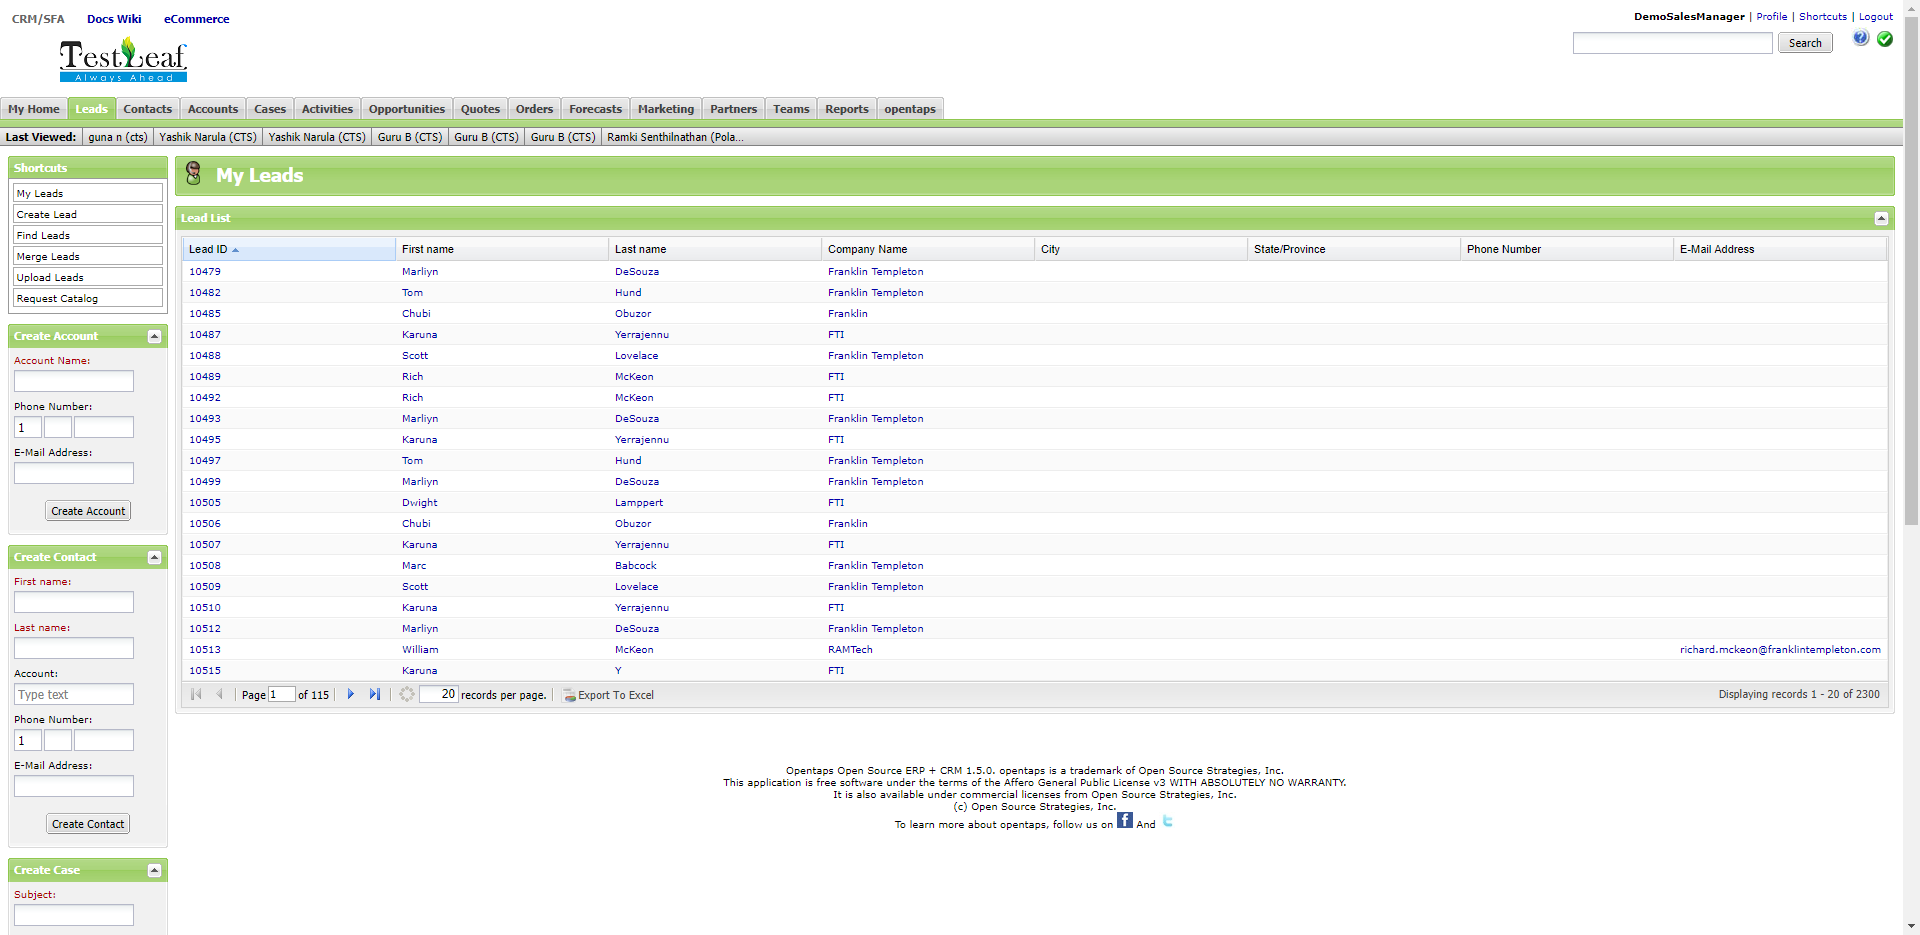 CRM/SFA Docs Wiki eCommerce
DemoSalesManager | Profile | Shortcuts | Logout
Search
TestLeaf
Always Ahead
My Home Leads Contacts Accounts Cases Activities Opportunities Quotes Orders Forecasts Marketing Partners Teams Reports opentaps
Last Viewed: guna n (cts) Yashik Narula (CTS) Yashik Narula (CTS) Guru B (CTS) Guru B (CTS) Guru B (CTS) Ramki Senthilnathan (Pola...
Shortcuts
My Leads
Create Lead
Find Leads
Merge Leads
Upload Leads
Request Catalog
Create Account
Account Name:
Phone Number:
1
E-Mail Address:
Create Account
Create Contact
First name:
Last name:
Account:
Type text
Phone Number:
1
E-Mail Address:
Create Contact
Create Case
Subject:
My Leads
Lead List
Lead ID First name Last name Company Name City State/Province Phone Number E-Mail Address
10479 Marliyn DeSouza Franklin Templeton
10482 Tom Hund Franklin Templeton
10485 Chubi Obuzor Franklin
10487 Karuna Yerrajennu FTI
10488 Scott Lovelace Franklin Templeton
10489 Rich McKeon FTI
10492 Rich McKeon FTI
10493 Marliyn DeSouza Franklin Templeton
10495 Karuna Yerrajennu FTI
10497 Tom Hund Franklin Templeton
10499 Marliyn DeSouza Franklin Templeton
10505 Dwight Lamppert FTI
10506 Chubi Obuzor Franklin
10507 Karuna Yerrajennu FTI
10508 Marc Babcock Franklin Templeton
10509 Scott Lovelace Franklin Templeton
10510 Karuna Yerrajennu FTI
10512 Marliyn DeSouza Franklin Templeton
10513 William McKeon RAMTech richard.mckeon@franklintempleton.com
10515 Karuna Y FTI
Page 1 of 115 20 records per page. Export To Excel Displaying records 1 - 20 of 2300
Opentaps Open Source ERP + CRM 1.5.0. opentaps is a trademark of Open Source Strategies, Inc.
This application is free software under the terms of the Affero General Public License v3 WITH ABSOLUTELY NO WARRANTY.
It is also available under commercial licenses from Open Source Strategies, Inc.
(c) Open Source Strategies, Inc.
To learn more about opentaps, follow us on f And t